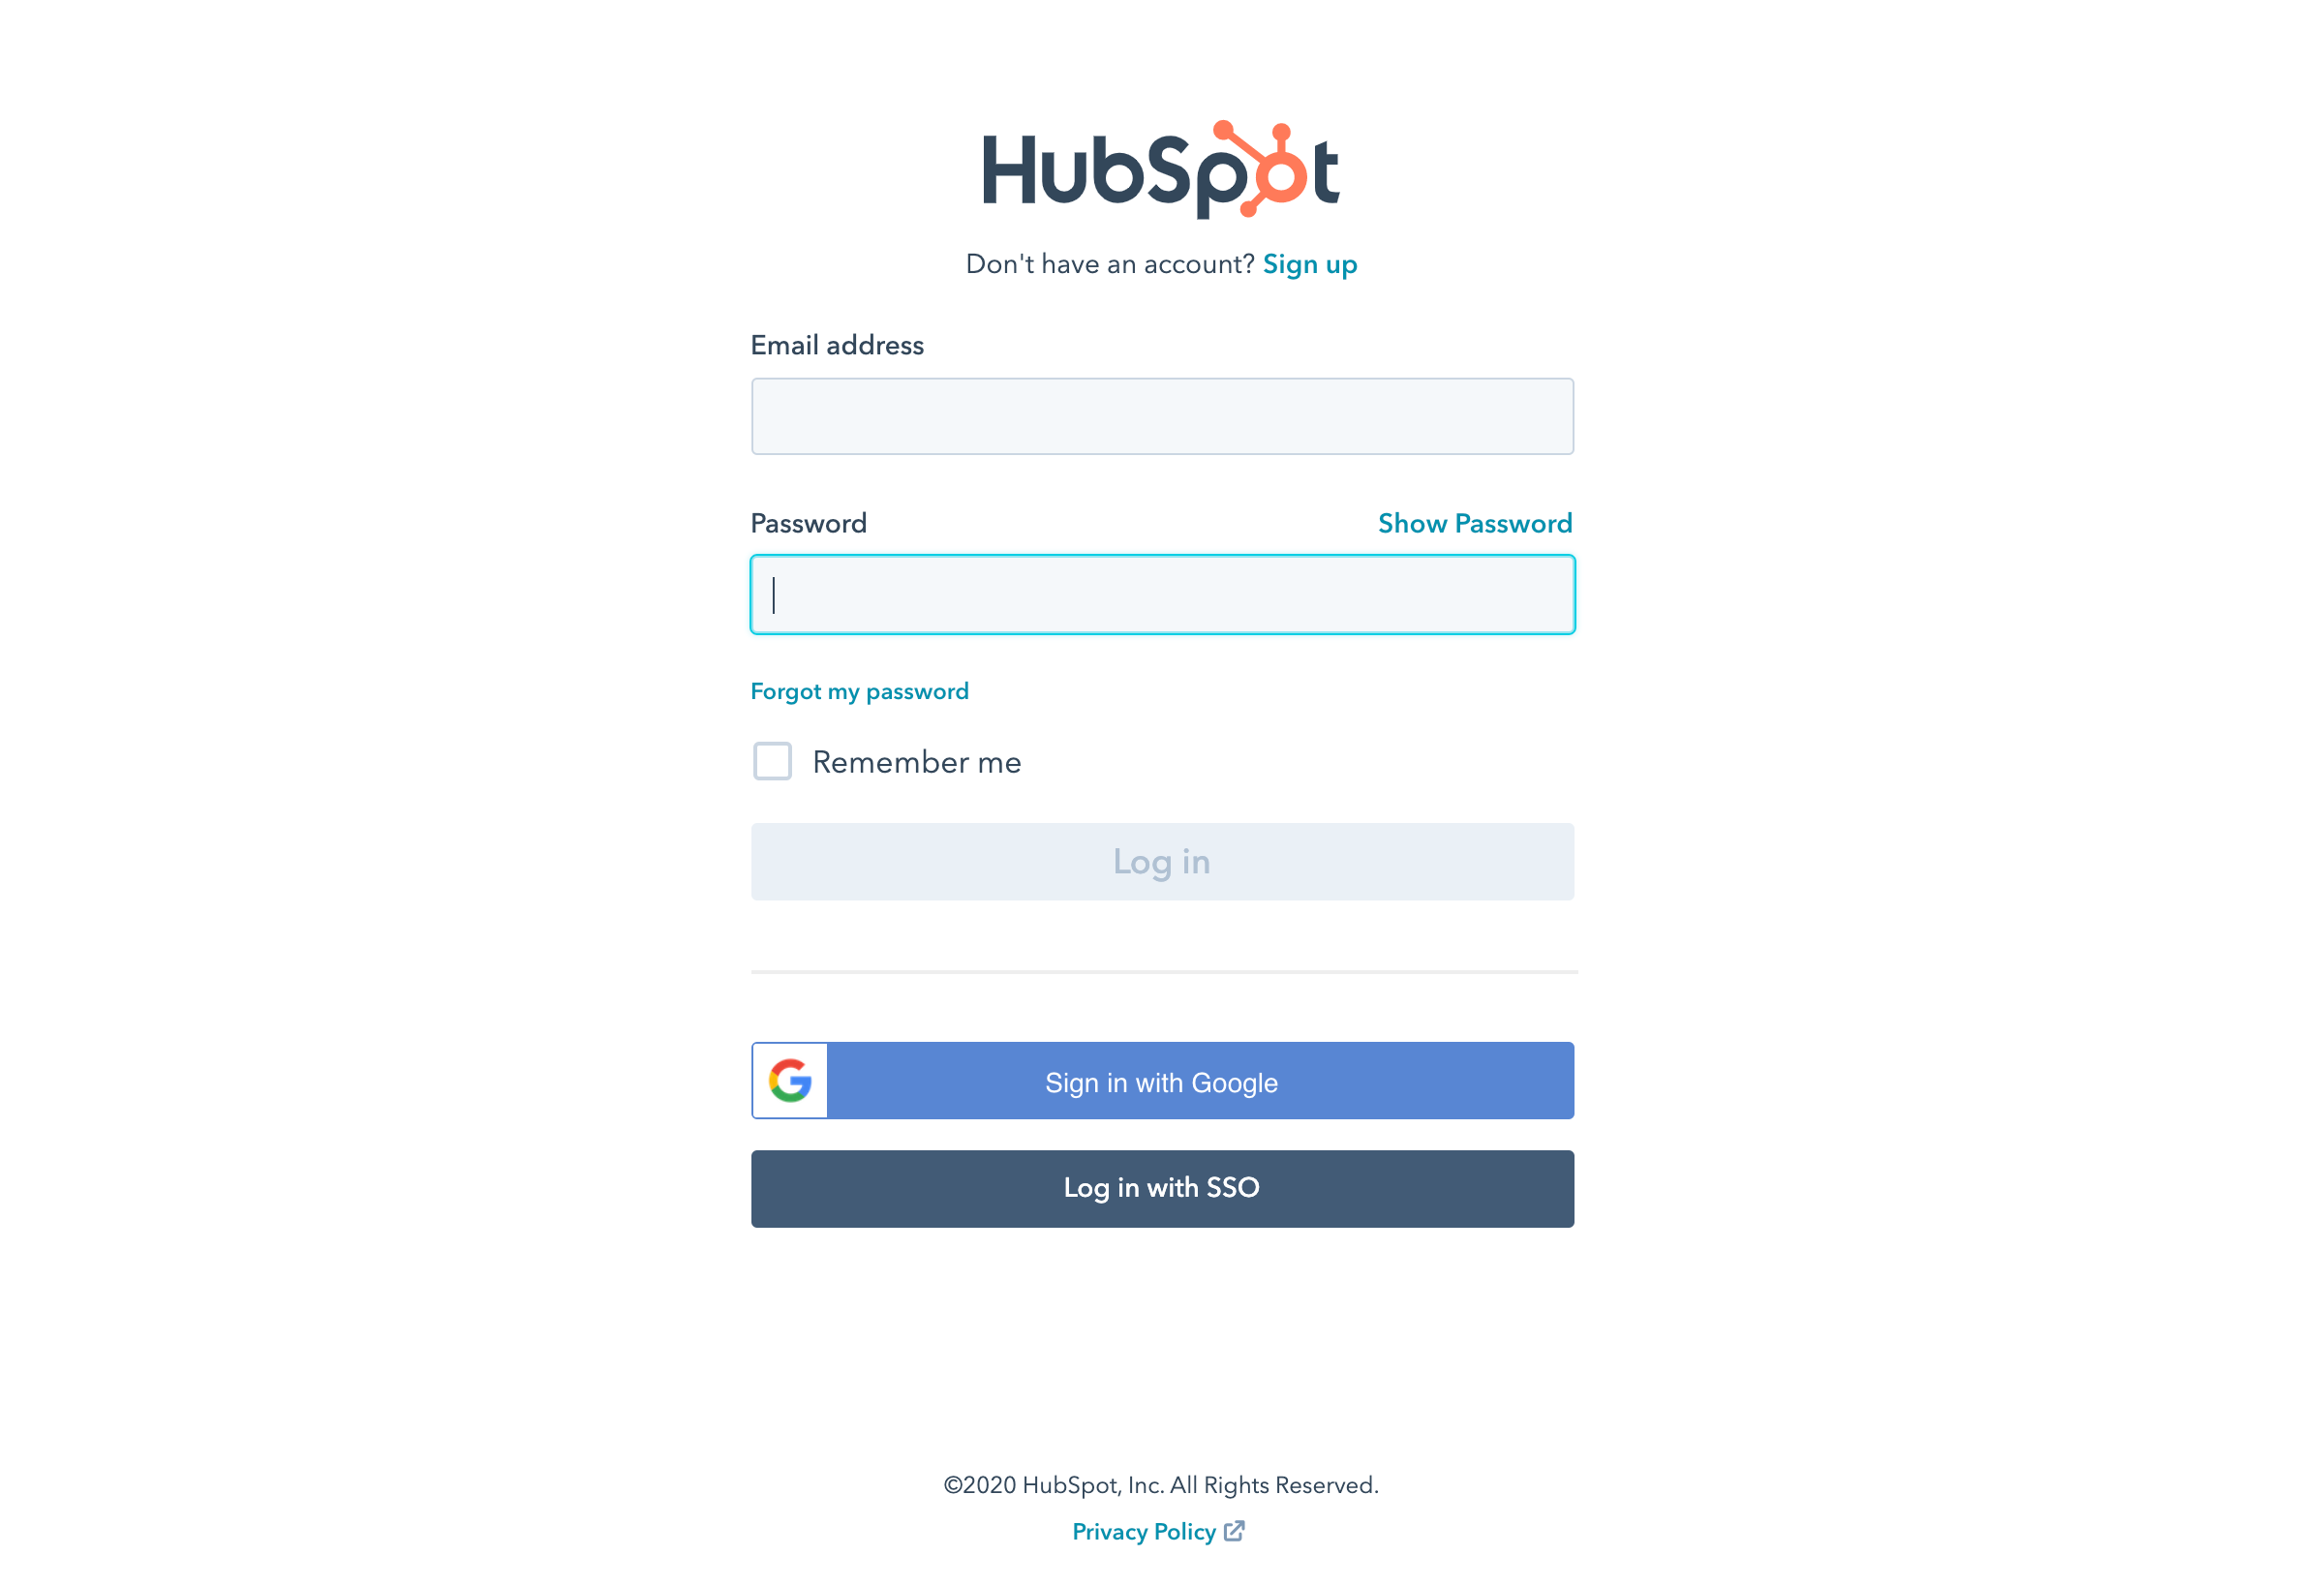 HubSpot
Don't have an account? Sign up
Email address
Password Show Password
Forgot my password
Remember me
Log in
Sign in with Google
Log in with SSO
©2020 HubSpot, Inc. All Rights Reserved.
Privacy Policy